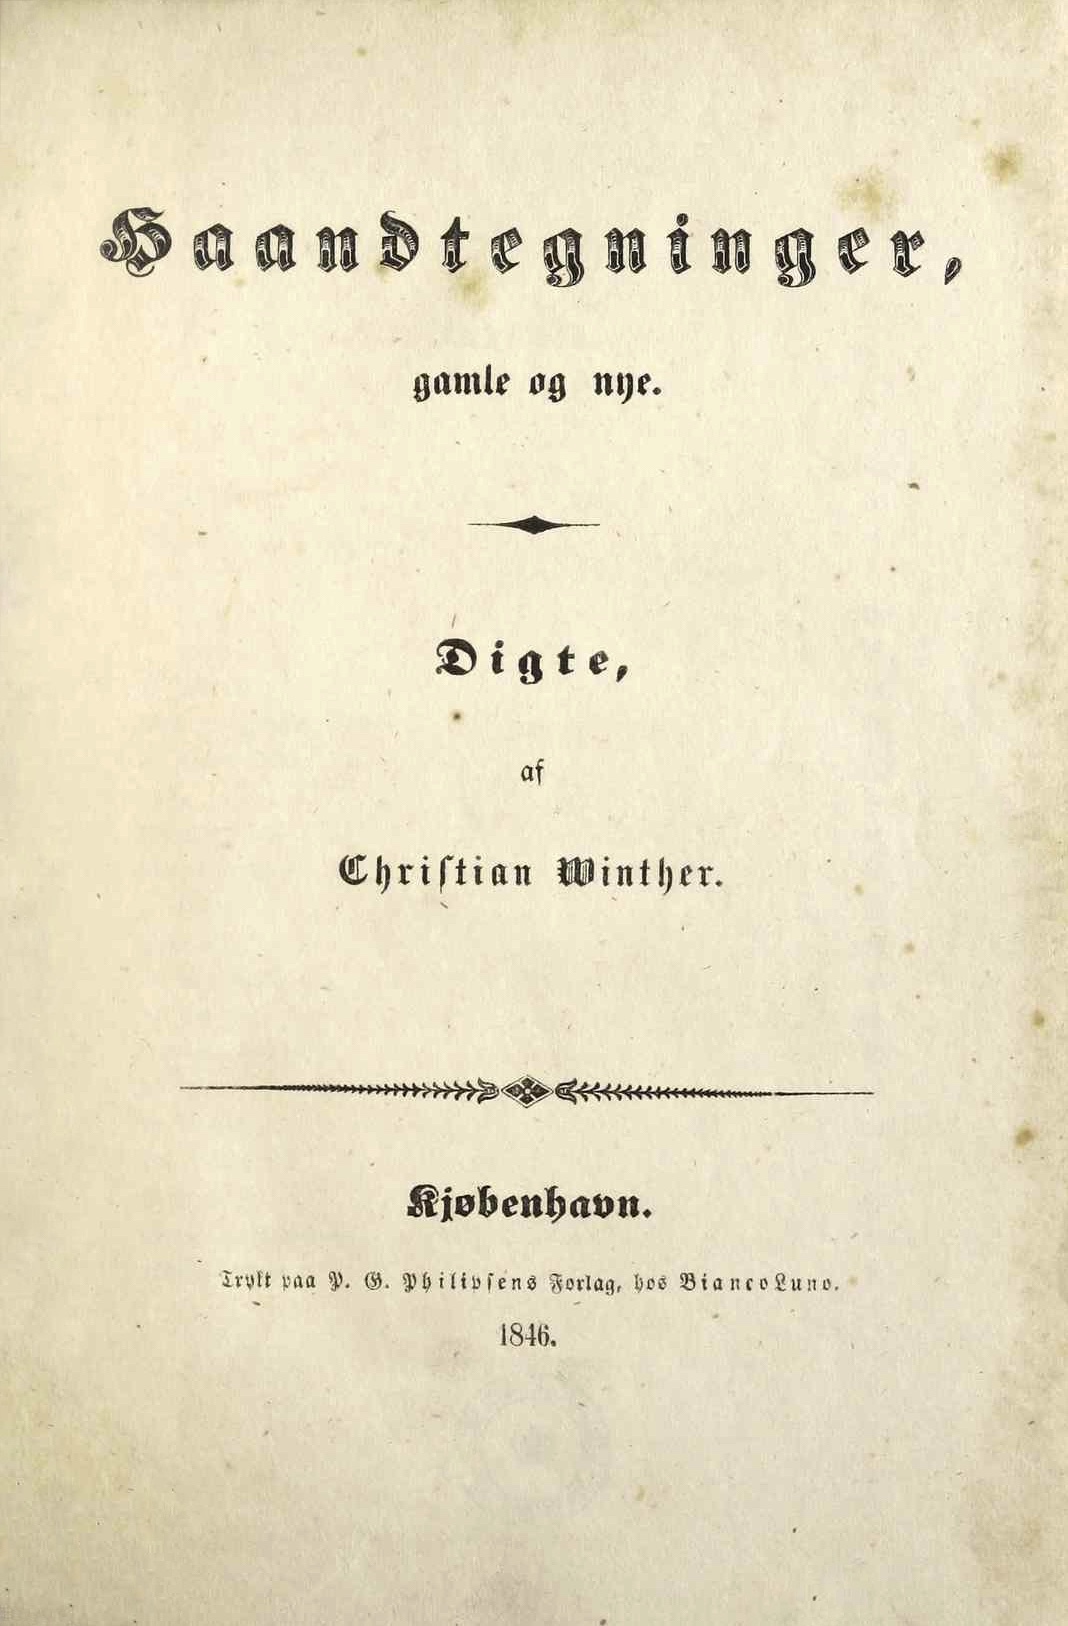 Haandtegninger,
gamle og nye.
Digte,
af
Christian Winther.
Kjøbenhavn.
Trykt paa P. G. Philipsens Forlag, hos Bianco Luno.
1846.